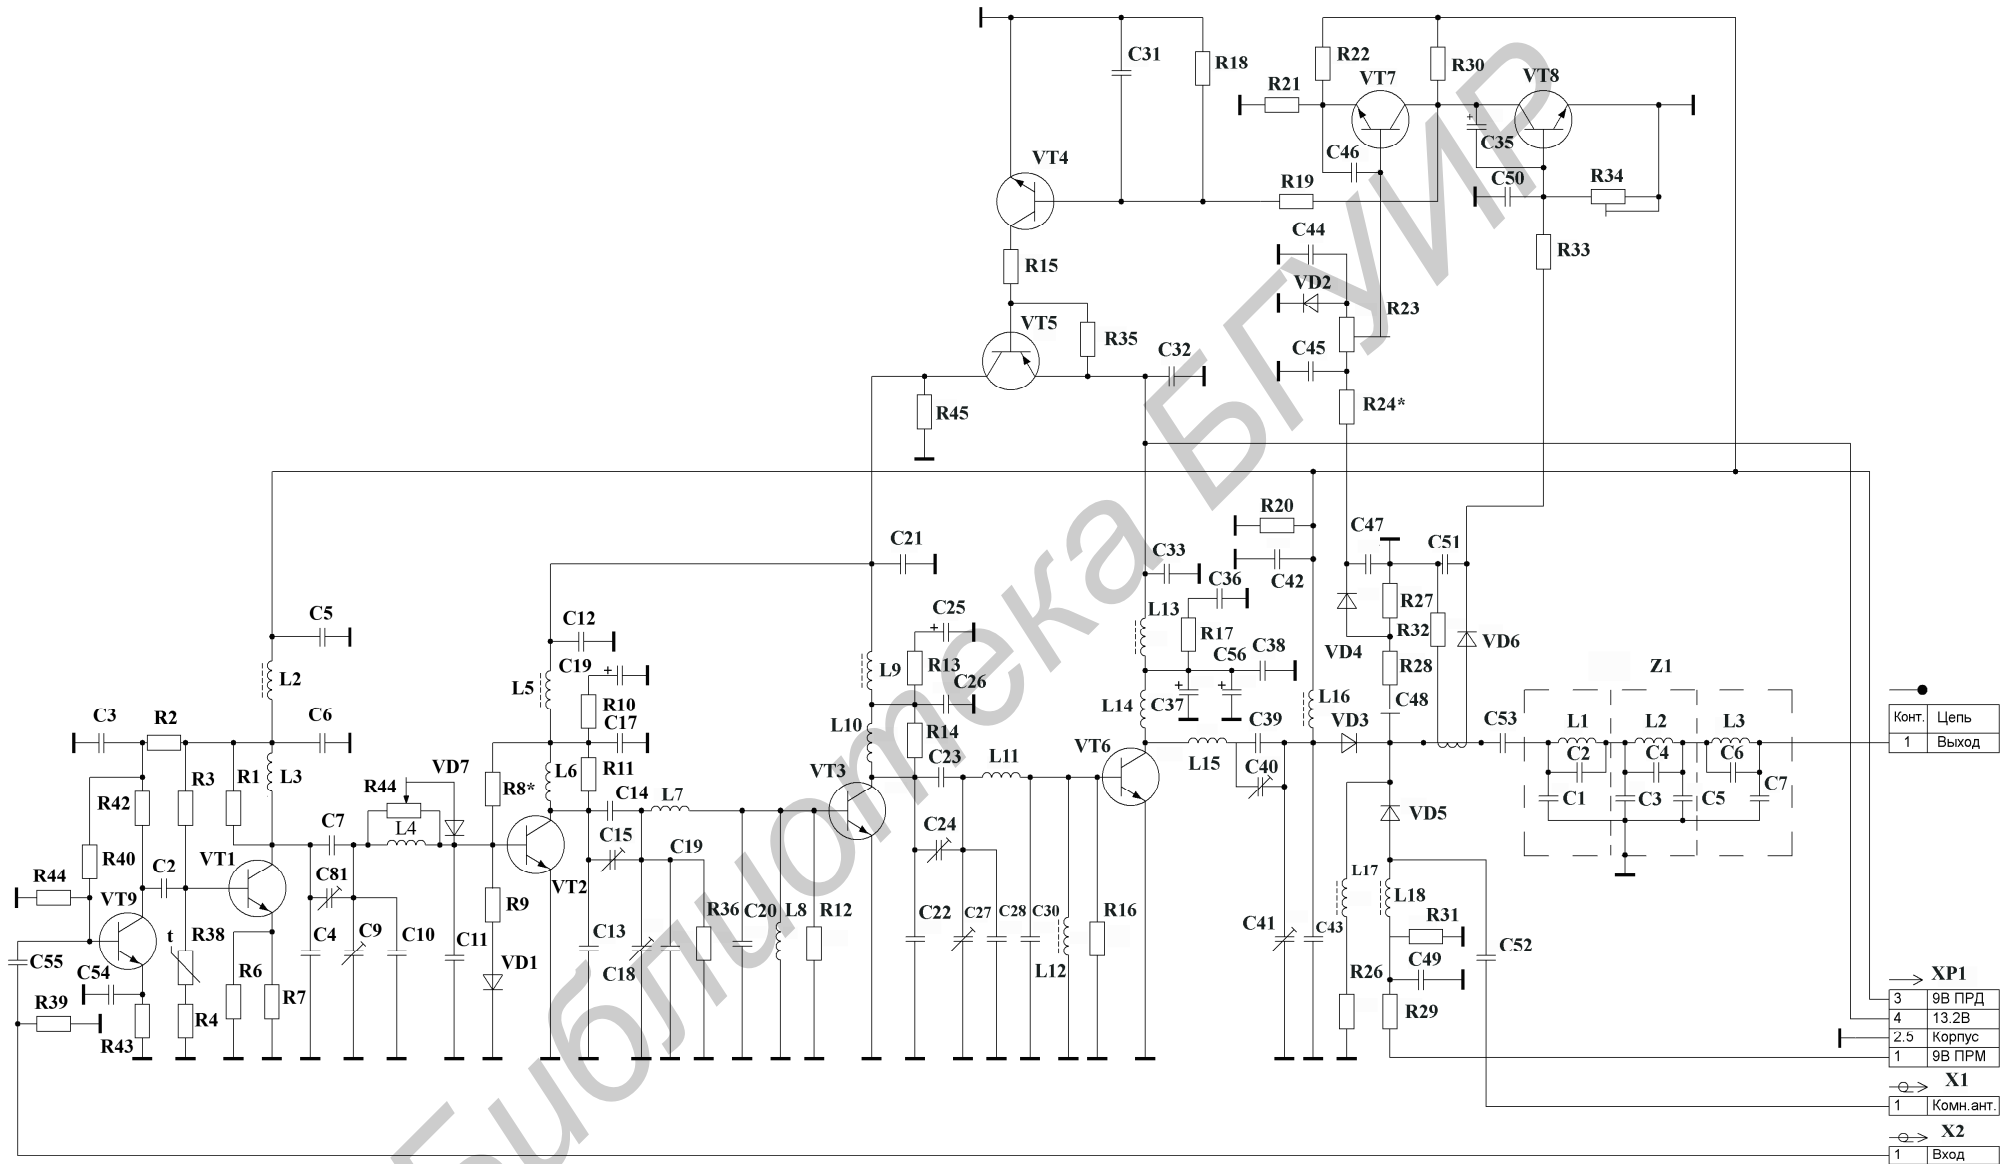 C31
R18
R22
R30
VT7
VT8
R21
C35
VT4
C46
R19
C50
R34
C44
R33
R15
VD2
R23
VT5
R35
C32
C45
R24*
R45
R20
C47
C51
C21
C33
C42
C36
R27
L13
R32
C5
C12
C25
R17
VD4
VD6
C19
R13
C56
C38
R28
Z1
L2
L5
L9
C26
R10
C37
L16
C48
C3
R2
C6
C17
L10
R14
L14
C39
VD3
C53
L1
L2
L3
Конт.
Цепь
1
Выход
C2
C4
C6
VT6
R3
R1
L3
VD7
L6
R11
VT3
C23
L11
L15
C40
R42
R44
R8*
C14
L7
C1
C3
C5
C7
VD5
C7
L4
C15
C24
R40
C2
VT1
C81
VT2
C19
L17
L18
R44
VT9
R9
R36
C20
L8
R12
C22
C27
C28
C30
R16
C41
C43
R31
t
R38
C4
C9
C10
C11
C13
C18
C52
C55
C54
VD1
L12
C49
R6
R7
R26
R29
R39
R43
R4
XP1
3
9В ПРД
4
13.2В
2.5
Корпус
1
9В ПРМ
X1
1
Комн.ант.
X2
1
Вход
Библиотека БГУИР